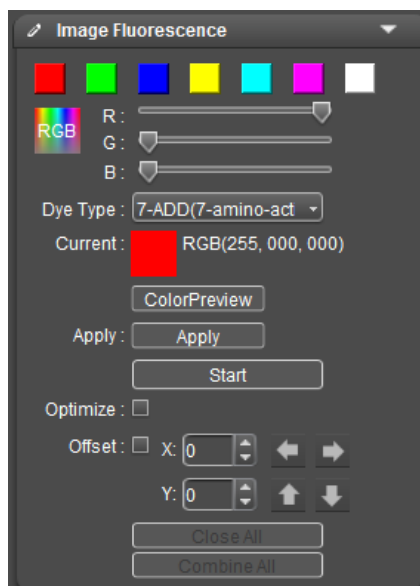 Image Fluorescence
RGB
R :
G :
B :
Dye Type : 7-ADD(7-amino-act
Current : RGB(255, 000, 000)
ColorPreview
Apply : Apply
Start
Optimize :
Offset : X: 0
Y: 0
Close All
Combine All